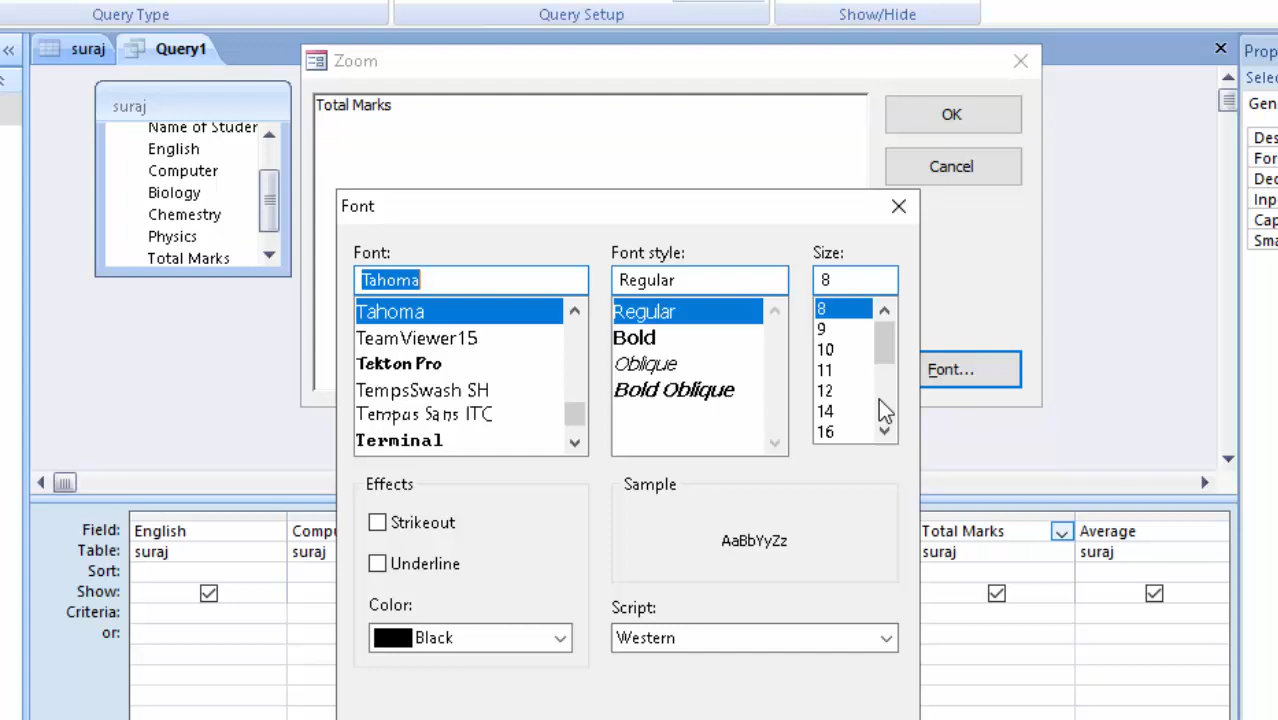 Query Type
Query Setup
Show/Hide
suraj
Query1
Zoom
Prop
Selec
Gen
suraj
Name of Studer
English
Computer
Biology
Chemestry
Physics
Total Marks
Total Marks
OK
Cancel
Font...
Des
For
Dec
Inp
Cap
Sma
Font
Font:
Font style:
Size:
Tahoma
Regular
8
Tahoma
TeamViewer15
Tekton Pro
TempsSwash SH
Tempus Sans ITC
Terminal
Regular
Bold
Oblique
Bold Oblique
8
9
10
11
12
14
16
Effects
Strikeout
Underline
Color:
Black
Sample
AaBbYyZz
Script:
Western
Field:
Table:
Sort:
Show:
Criteria:
or:
English
suraj
Compu
suraj
Total Marks
suraj
Average
suraj